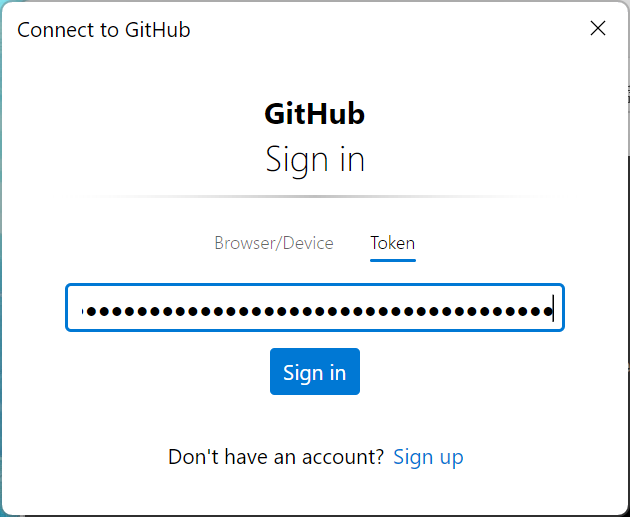 Connect to GitHub
GitHub
Sign in
Browser/Device Token
Sign in
Don't have an account? Sign up